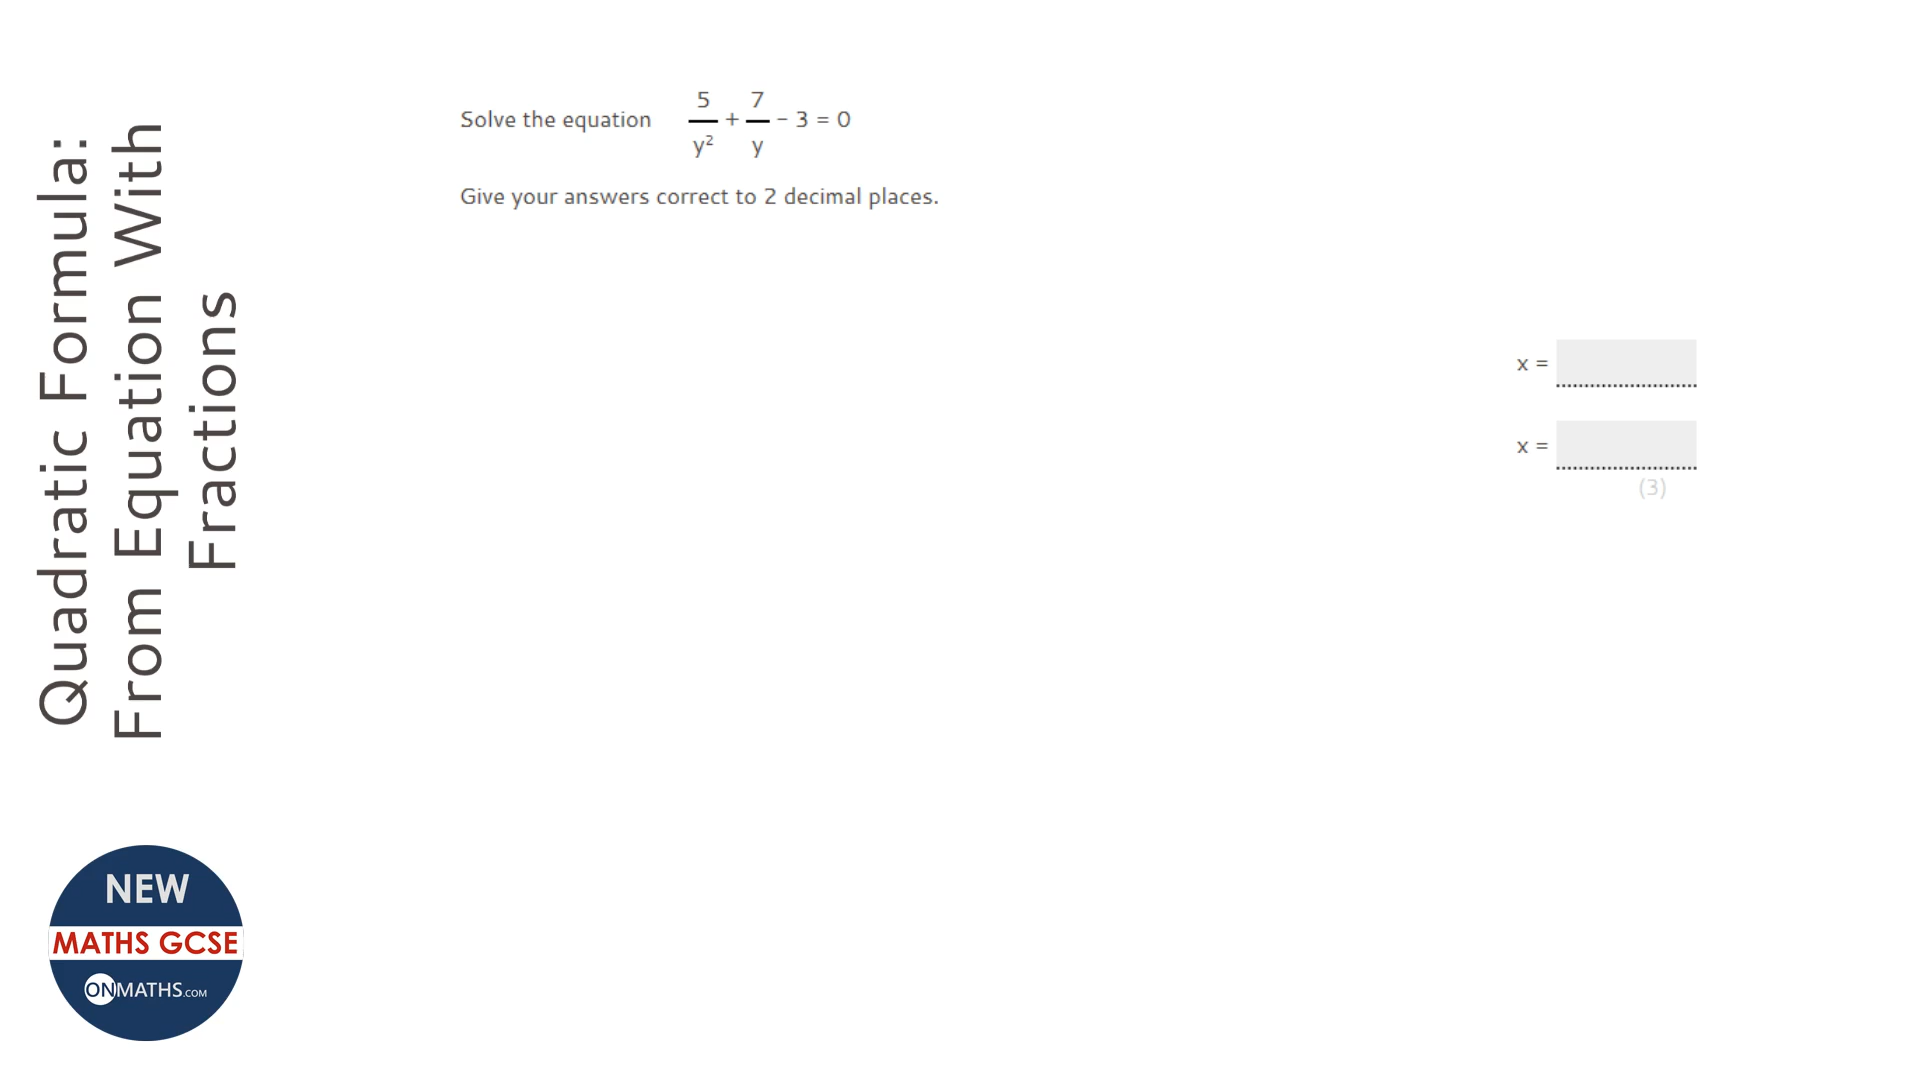 Quadratic Formula:
From Equation With
Fractions
Solve the equation 5/y² + 7/y - 3 = 0
Give your answers correct to 2 decimal places.
x =
x =
(3)
NEW
MATHS GCSE
ONMATHS.COM